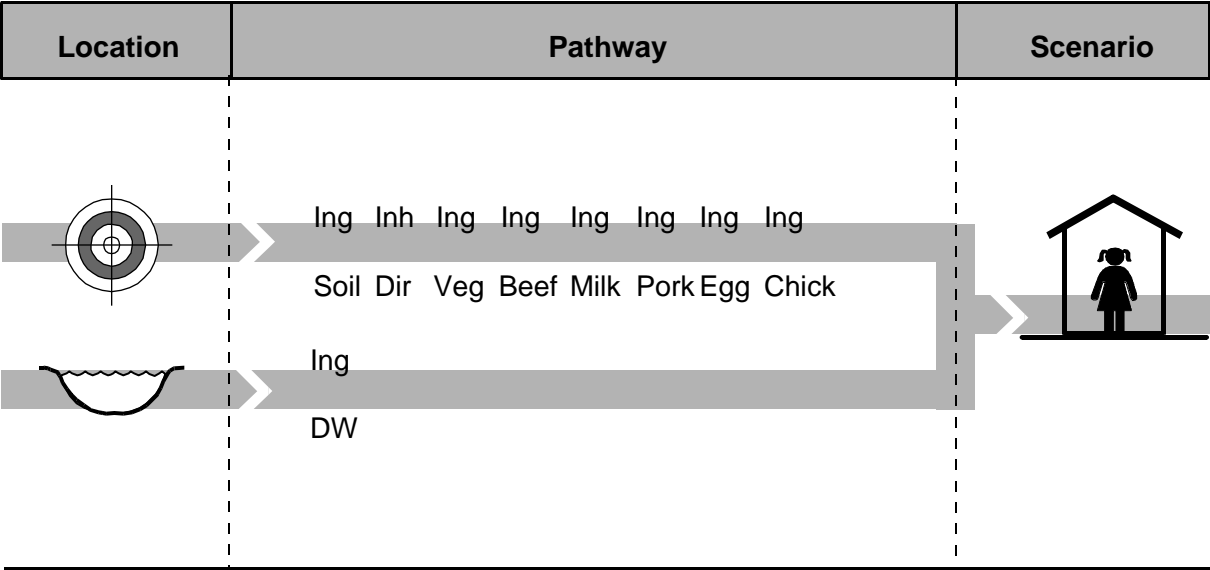 Location Pathway Scenario
Ing Inh Ing Ing Ing Ing Ing Ing
Soil Dir Veg Beef Milk Pork Egg Chick
Ing
DW